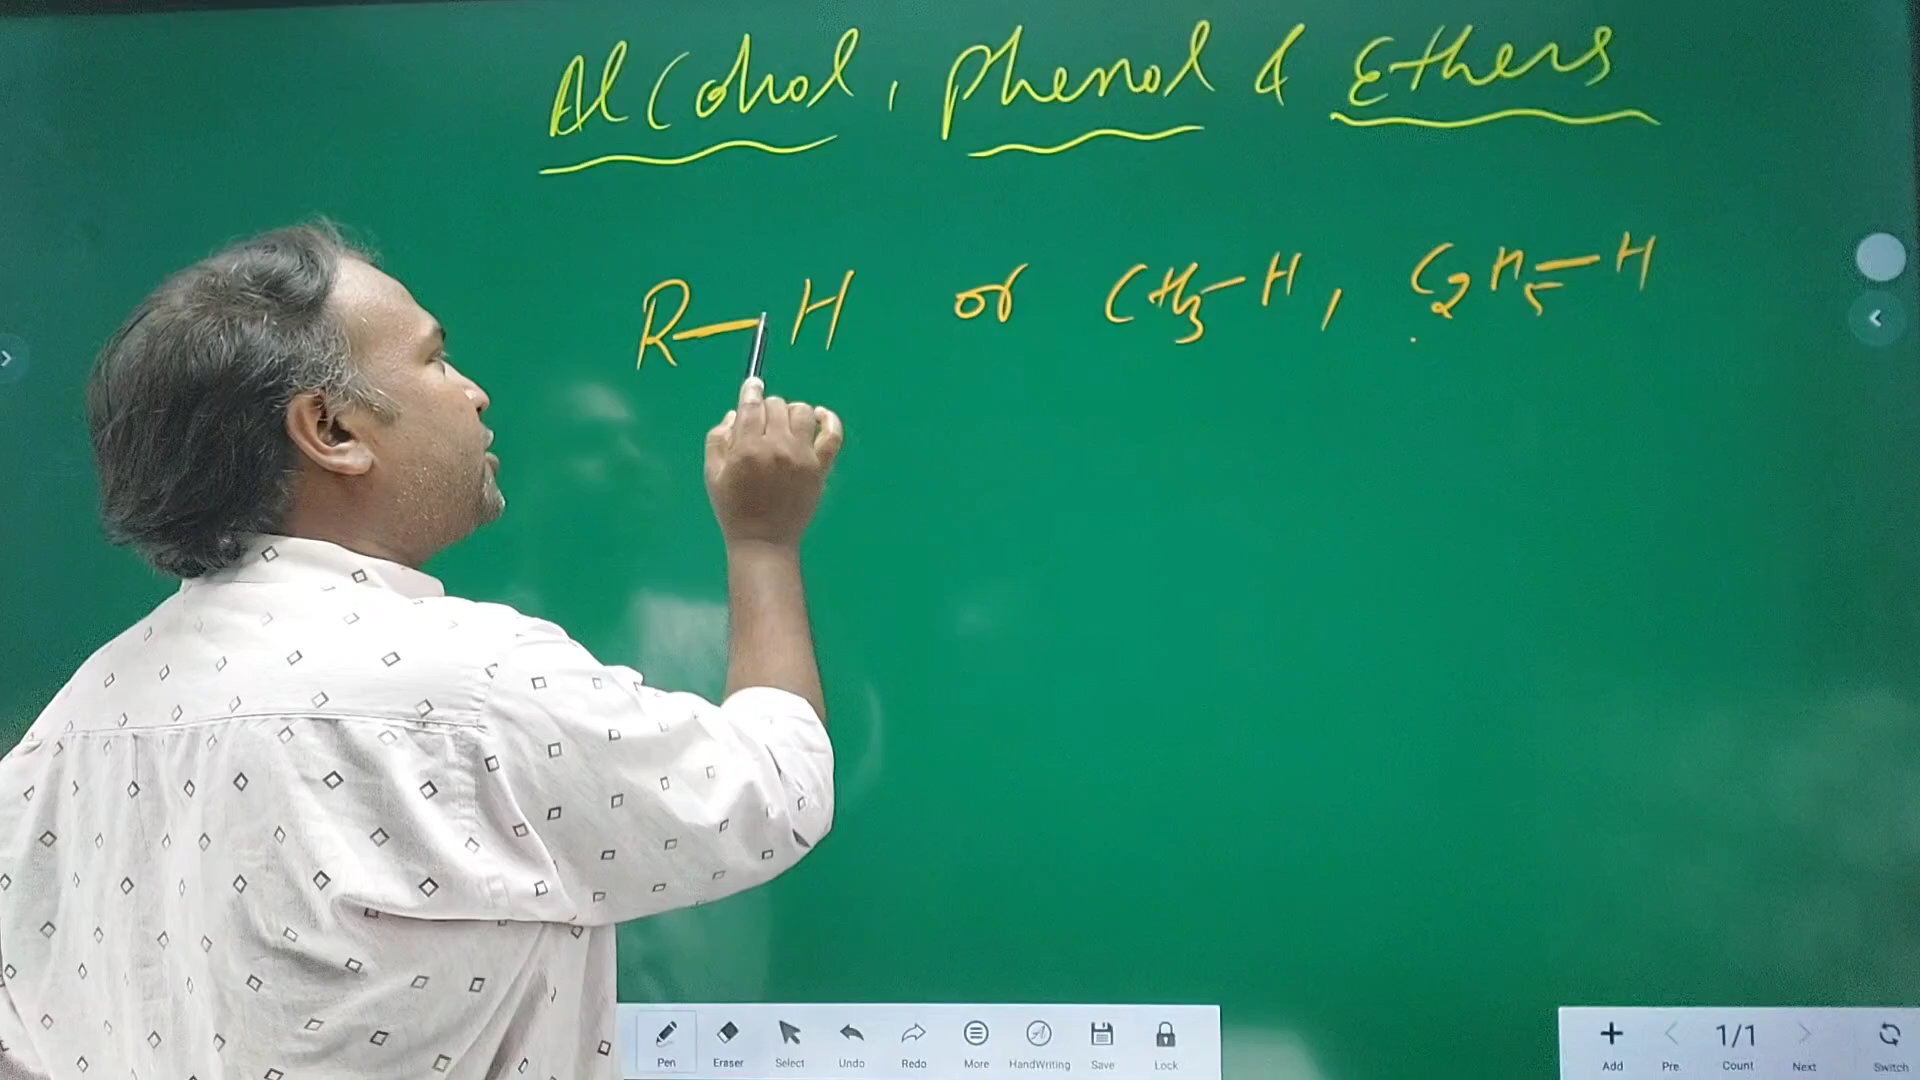 Alcohol, Phenol & Ethers
R—H or CH3—H, C2H5—H
Pen Eraser Select Undo Redo More HandWriting Save Lock
+ < 1/1 >
Add Pre. Count Next Switch